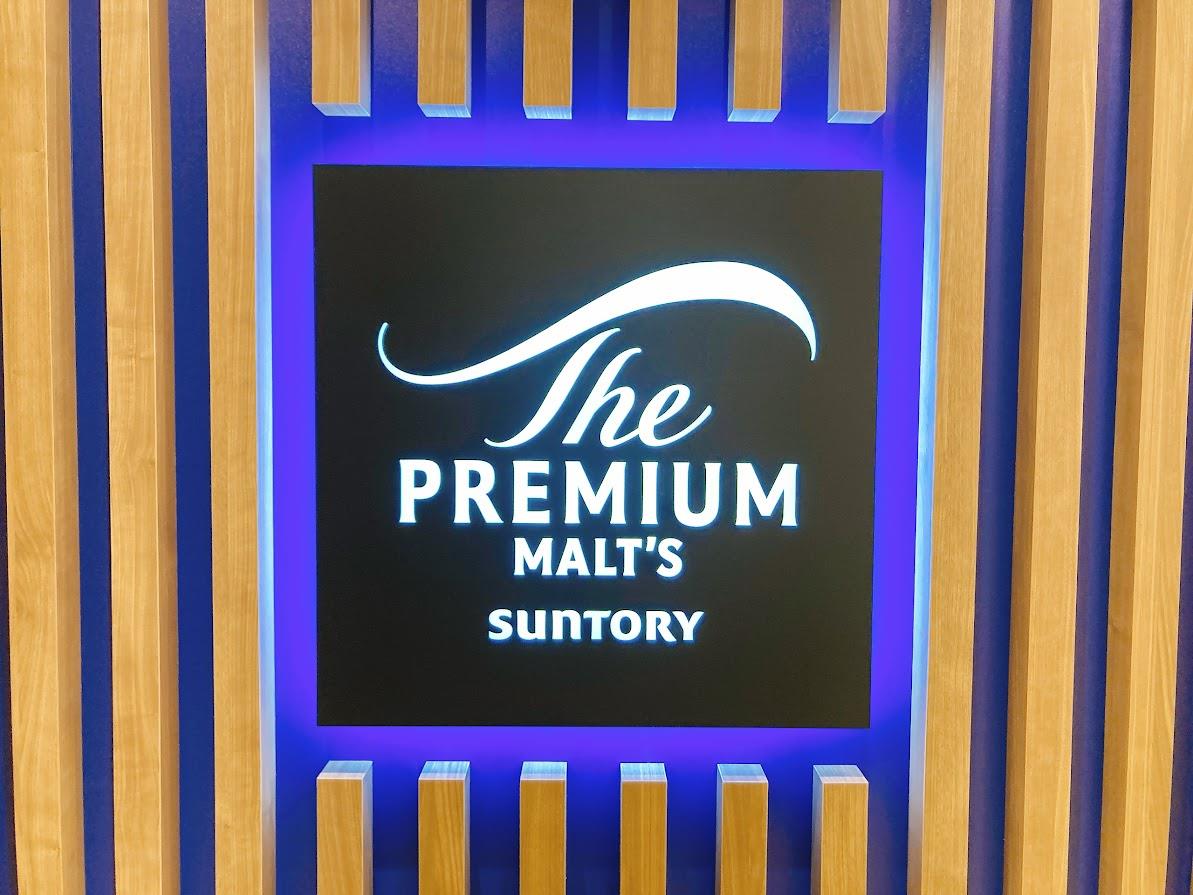 The
PREMIUM
MALT'S
SUNTORY